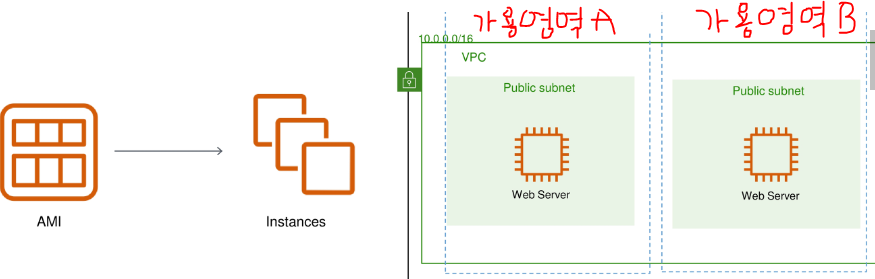 가용영역 A
가용영역 B
10.0.0.0/16
VPC
Public subnet
Public subnet
Web Server
Web Server
AMI
Instances